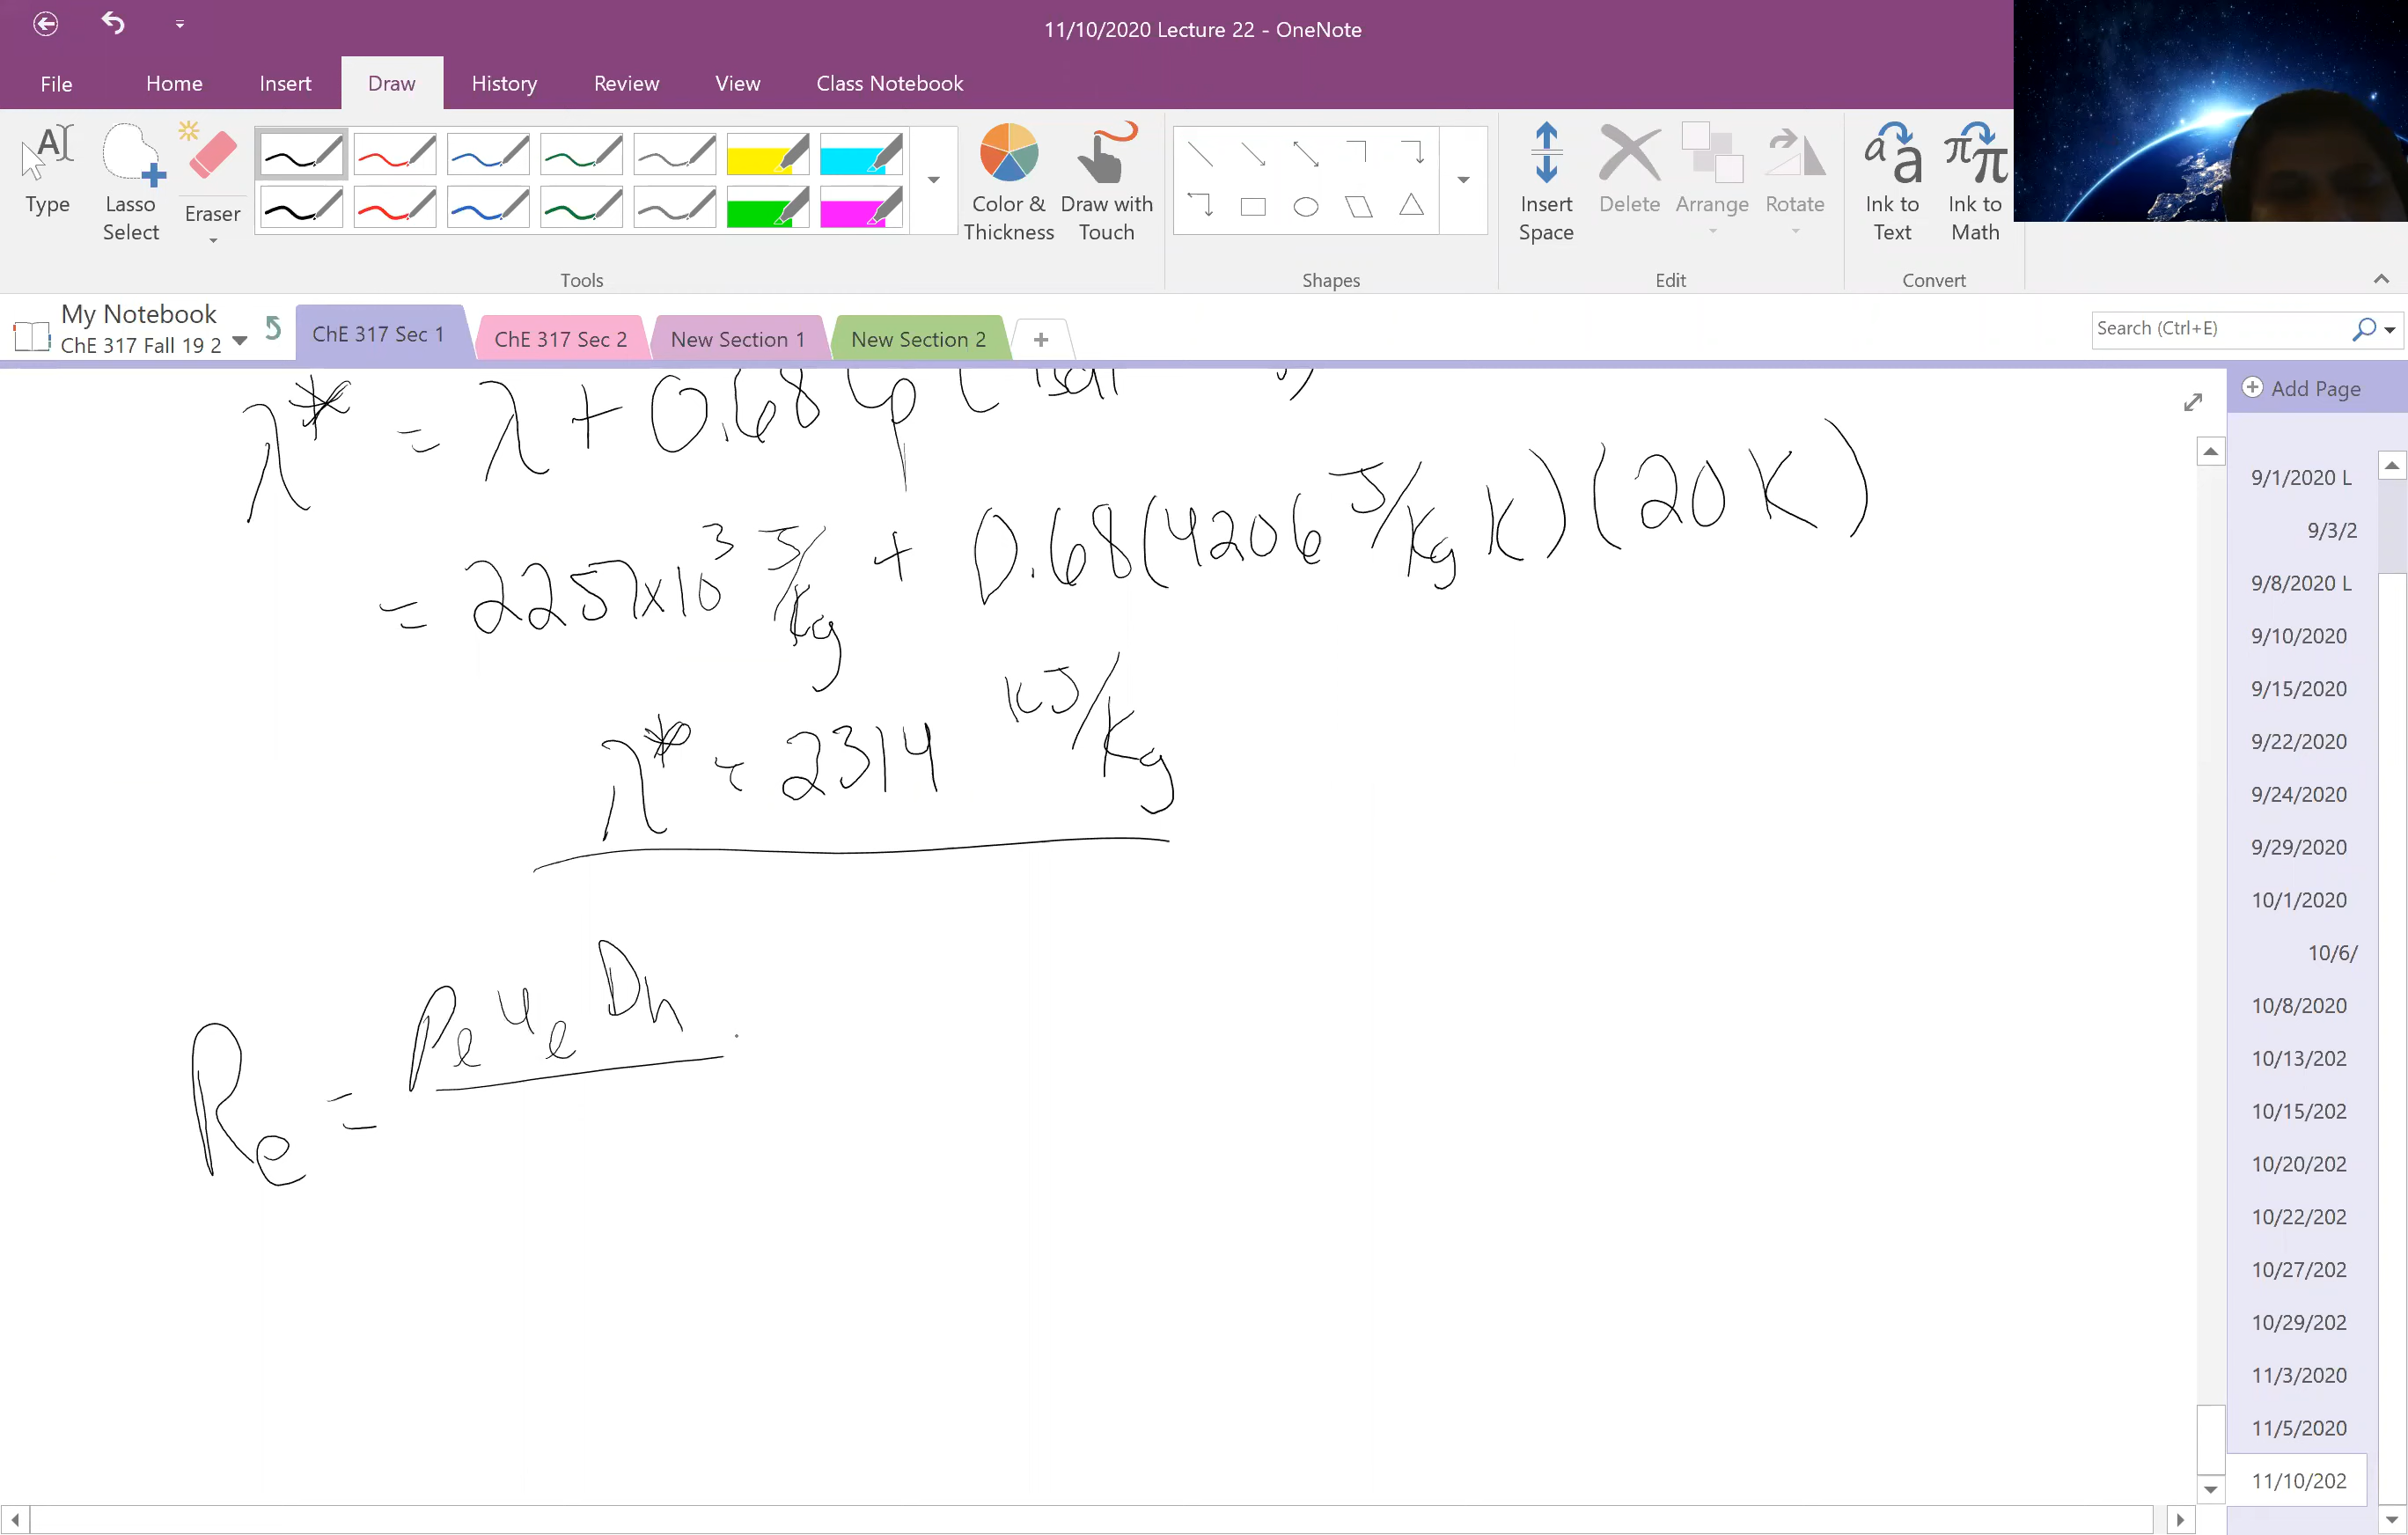 11/10/2020 Lecture 22 - OneNote
File Home Insert Draw History Review View Class Notebook
Type
Lasso Select
Eraser
Color & Thickness
Draw with Touch
Insert Space
Delete
Arrange
Rotate
Ink to Text
Ink to Math
Tools
Shapes
Edit
Convert
My Notebook
ChE 317 Fall 19 2
ChE 317 Sec 1
ChE 317 Sec 2
New Section 1
New Section 2
+
Search (Ctrl+E)
λ* = λ + 0.68 Cp (
= 2257×10³ J/kg + 0.68(4206 J/kg K)(20 K)
λ* = 2314 kJ/kg
Re = ρℓ uℓ Dh
Add Page
9/1/2020 L
9/3/2
9/8/2020 L
9/10/2020
9/15/2020
9/22/2020
9/24/2020
9/29/2020
10/1/2020
10/6/
10/8/2020
10/13/202
10/15/202
10/20/202
10/22/202
10/27/202
10/29/202
11/3/2020
11/5/2020
11/10/202